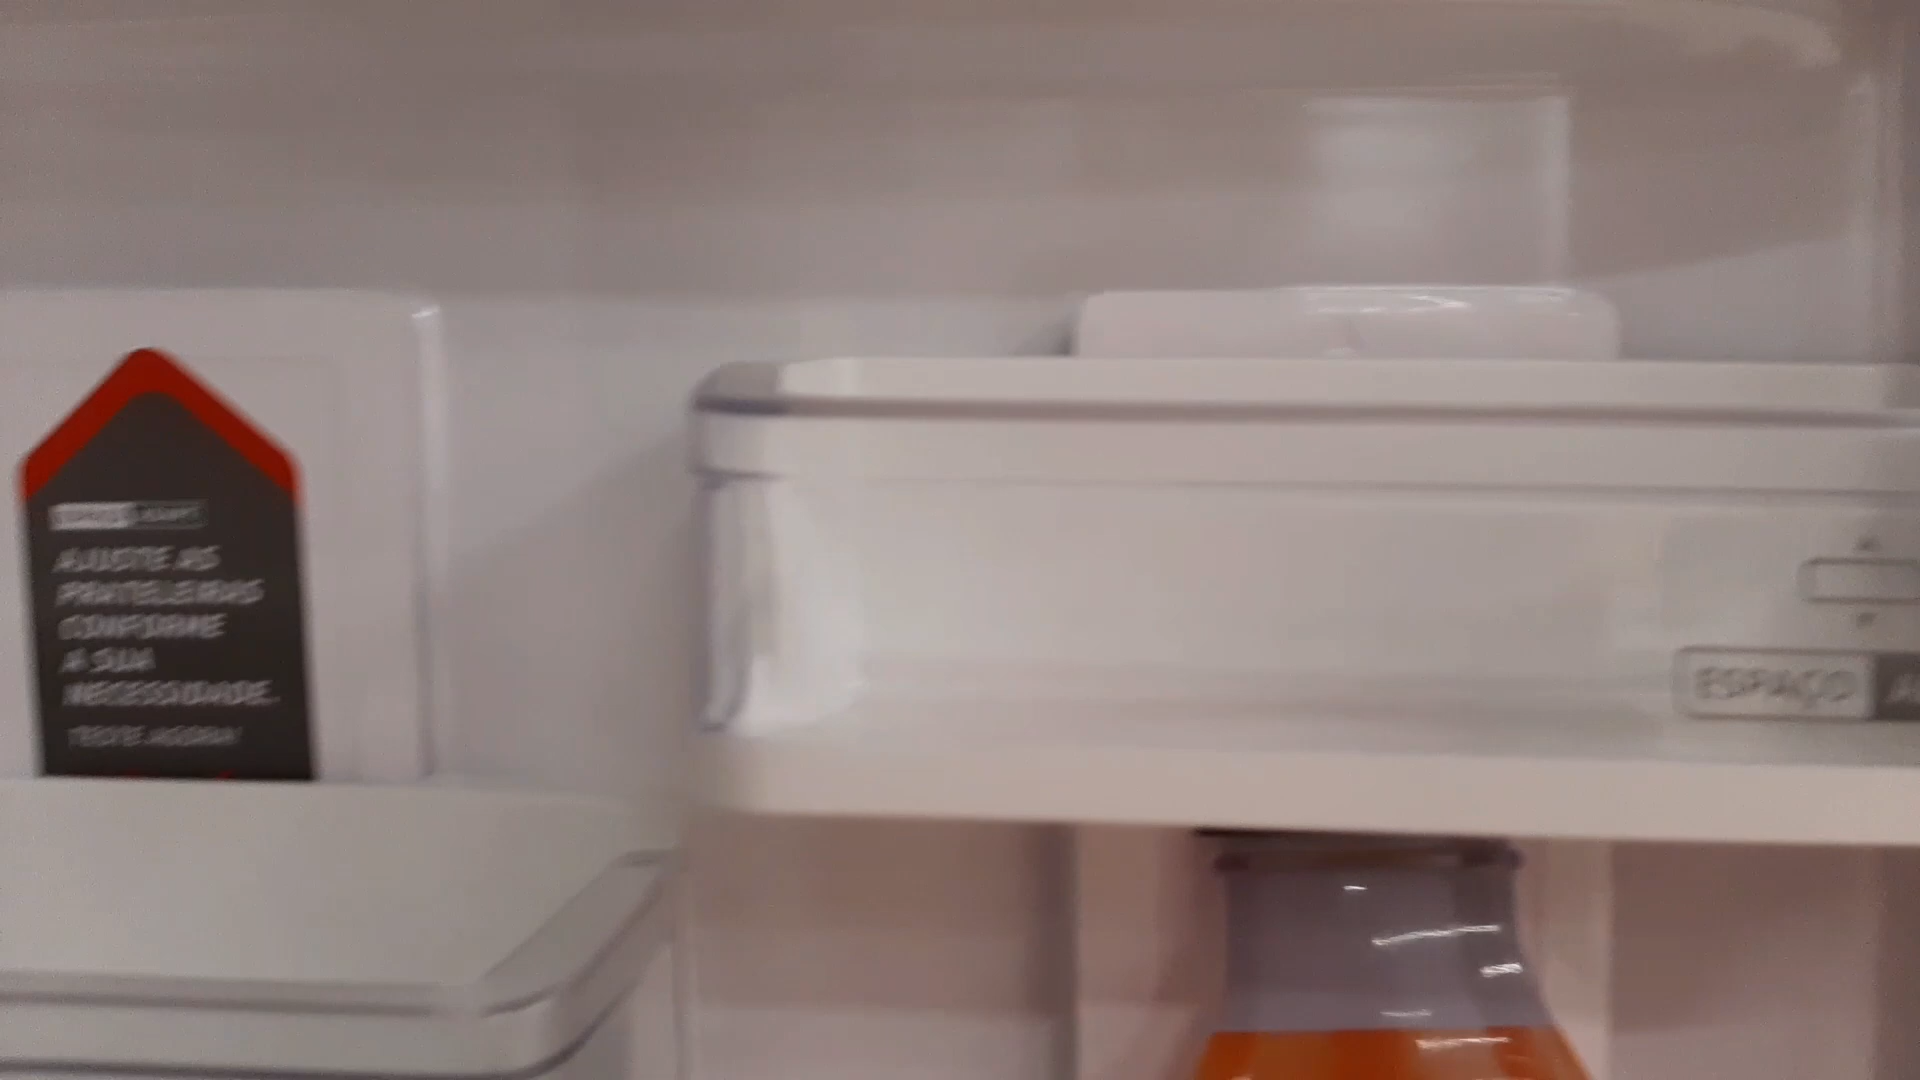 AJUSTE AS
PRATELEIRAS
CONFORME
A SUA
NECESSIDADE.
TESTE AGORA!
ESPAÇO